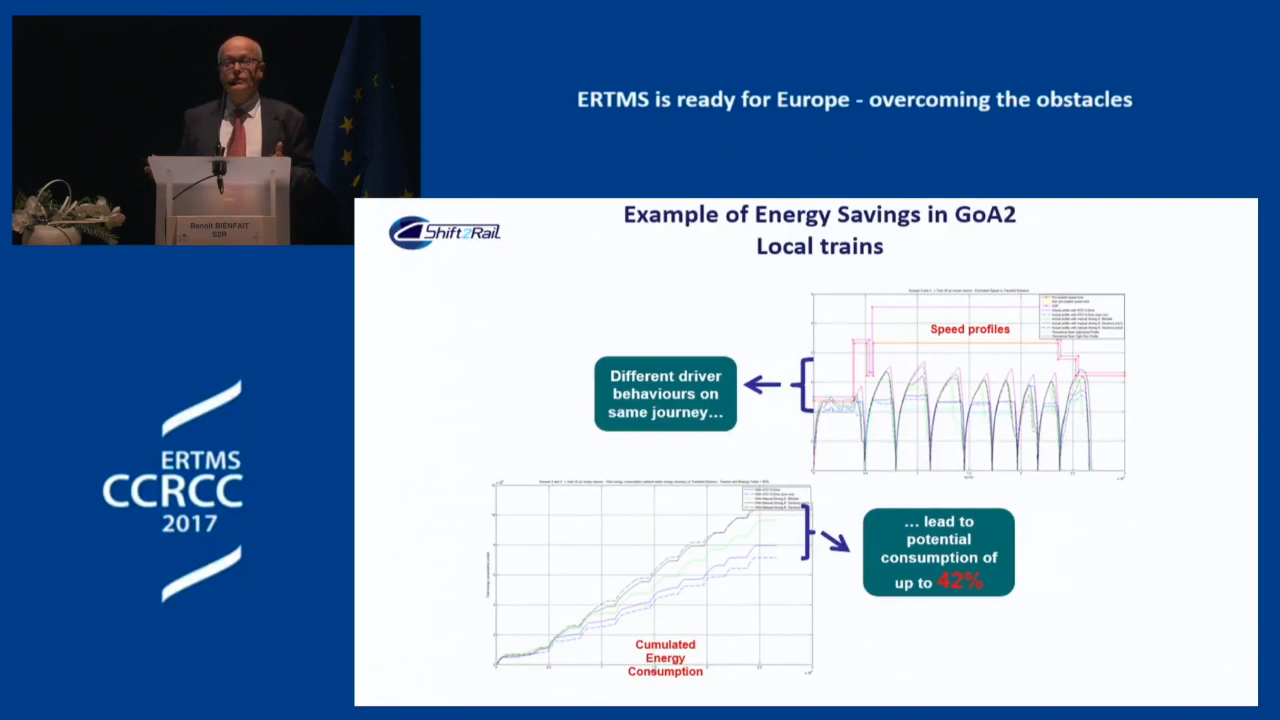 ERTMS is ready for Europe - overcoming the obstacles
Benoît BIENFAIT
S2R
Shift2Rail
Example of Energy Savings in GoA2
Local trains
Speed profiles
Different driver
behaviours on
same journey...
... lead to
potential
consumption of
up to 42%
Cumulated
Energy
Consumption
ERTMS
CCRCC
2017